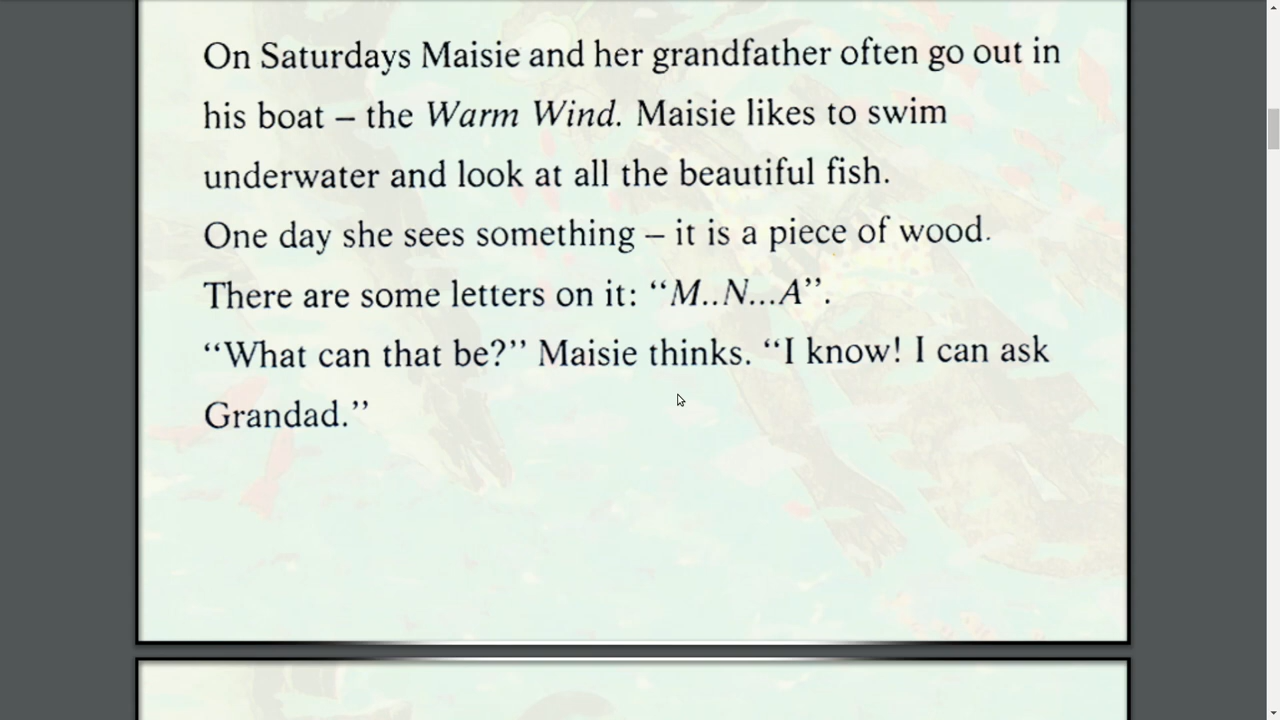 On Saturdays Maisie and her grandfather often go out in
his boat – the Warm Wind. Maisie likes to swim
underwater and look at all the beautiful fish.
One day she sees something – it is a piece of wood.
There are some letters on it: “M..N...A”.
“What can that be?” Maisie thinks. “I know! I can ask
Grandad.”